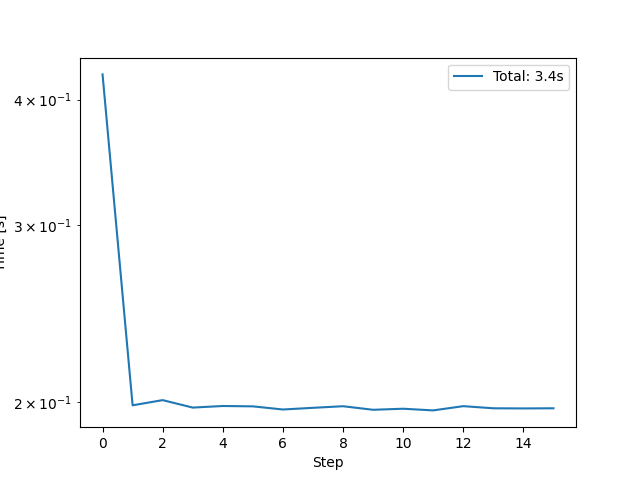 Total: 3.4s
4 × 10⁻¹
3 × 10⁻¹
2 × 10⁻¹
[s]
0 2 4 6 8 10 12 14
Step